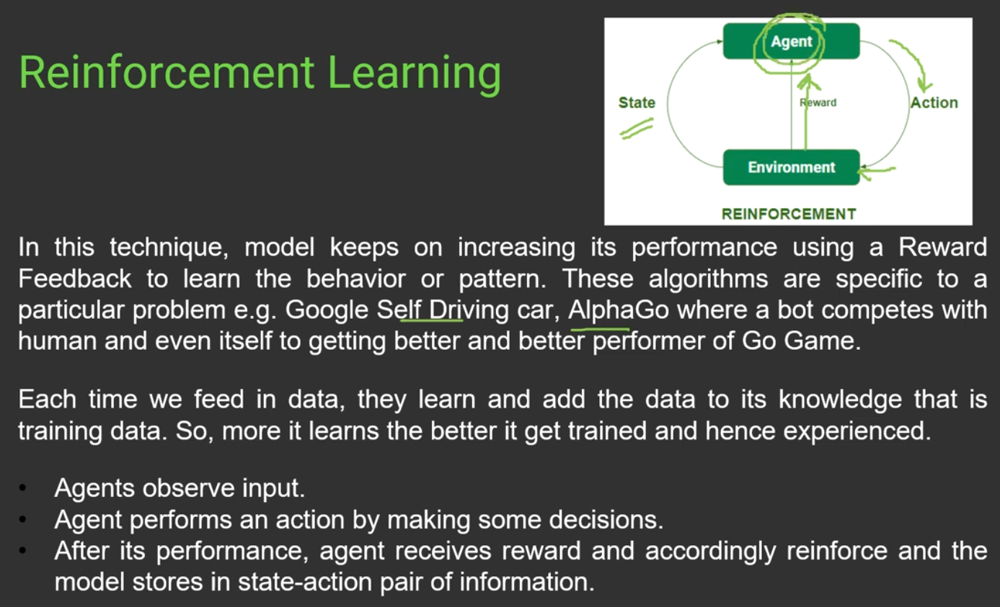 Reinforcement Learning
Agent
State
Reward
Action
Environment
REINFORCEMENT
In this technique, model keeps on increasing its performance using a Reward
Feedback to learn the behavior or pattern. These algorithms are specific to a
particular problem e.g. Google Self Driving car, AlphaGo where a bot competes with
human and even itself to getting better and better performer of Go Game.
Each time we feed in data, they learn and add the data to its knowledge that is
training data. So, more it learns the better it get trained and hence experienced.
• Agents observe input.
• Agent performs an action by making some decisions.
• After its performance, agent receives reward and accordingly reinforce and the
model stores in state-action pair of information.